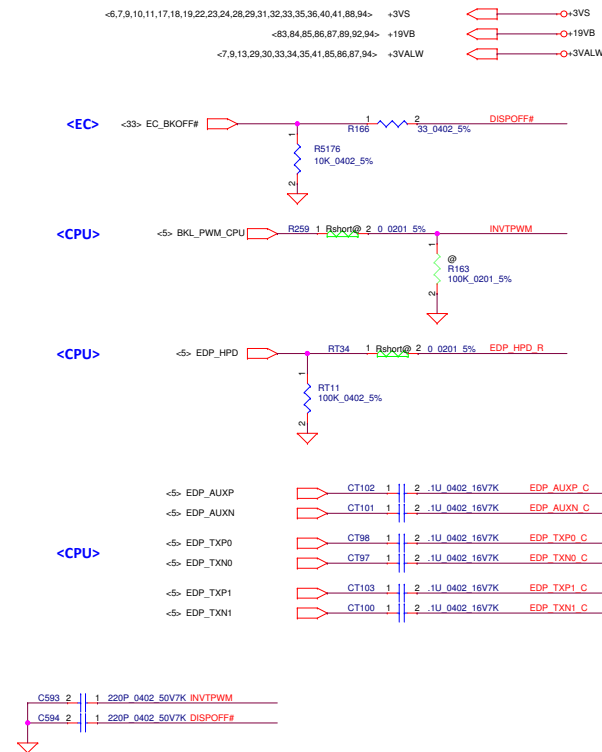 <6,7,9,10,11,17,18,19,22,23,24,28,29,31,32,33,35,36,40,41,88,94> +3VS +3VS
<83,84,85,86,87,89,92,94> +19VB +19VB
<7,9,13,29,30,33,34,35,41,85,86,87,94> +3VALW +3VALW
<EC> <33> EC_BKOFF# R166 1 2 33_0402_5% DISPOFF#
1 R5176
10K_0402_5%
2
<CPU> <5> BKL_PWM_CPU R259 1 Rshort@ 2 0_0201_5% INVTPWM
1 @
R163
100K_0201_5%
2
<CPU> <5> EDP_HPD RT34 1 Rshort@ 2 0_0201_5% EDP_HPD_R
1 RT11
100K_0402_5%
2
<5> EDP_AUXP CT102 1 2 .1U_0402_16V7K EDP_AUXP_C
<5> EDP_AUXN CT101 1 2 .1U_0402_16V7K EDP_AUXN_C
<5> EDP_TXP0 CT98 1 2 .1U_0402_16V7K EDP_TXP0_C
<CPU>
<5> EDP_TXN0 CT97 1 2 .1U_0402_16V7K EDP_TXN0_C
<5> EDP_TXP1 CT103 1 2 .1U_0402_16V7K EDP_TXP1_C
<5> EDP_TXN1 CT100 1 2 .1U_0402_16V7K EDP_TXN1_C
C593 2 1 220P_0402_50V7K INVTPWM
C594 2 1 220P_0402_50V7K DISPOFF#